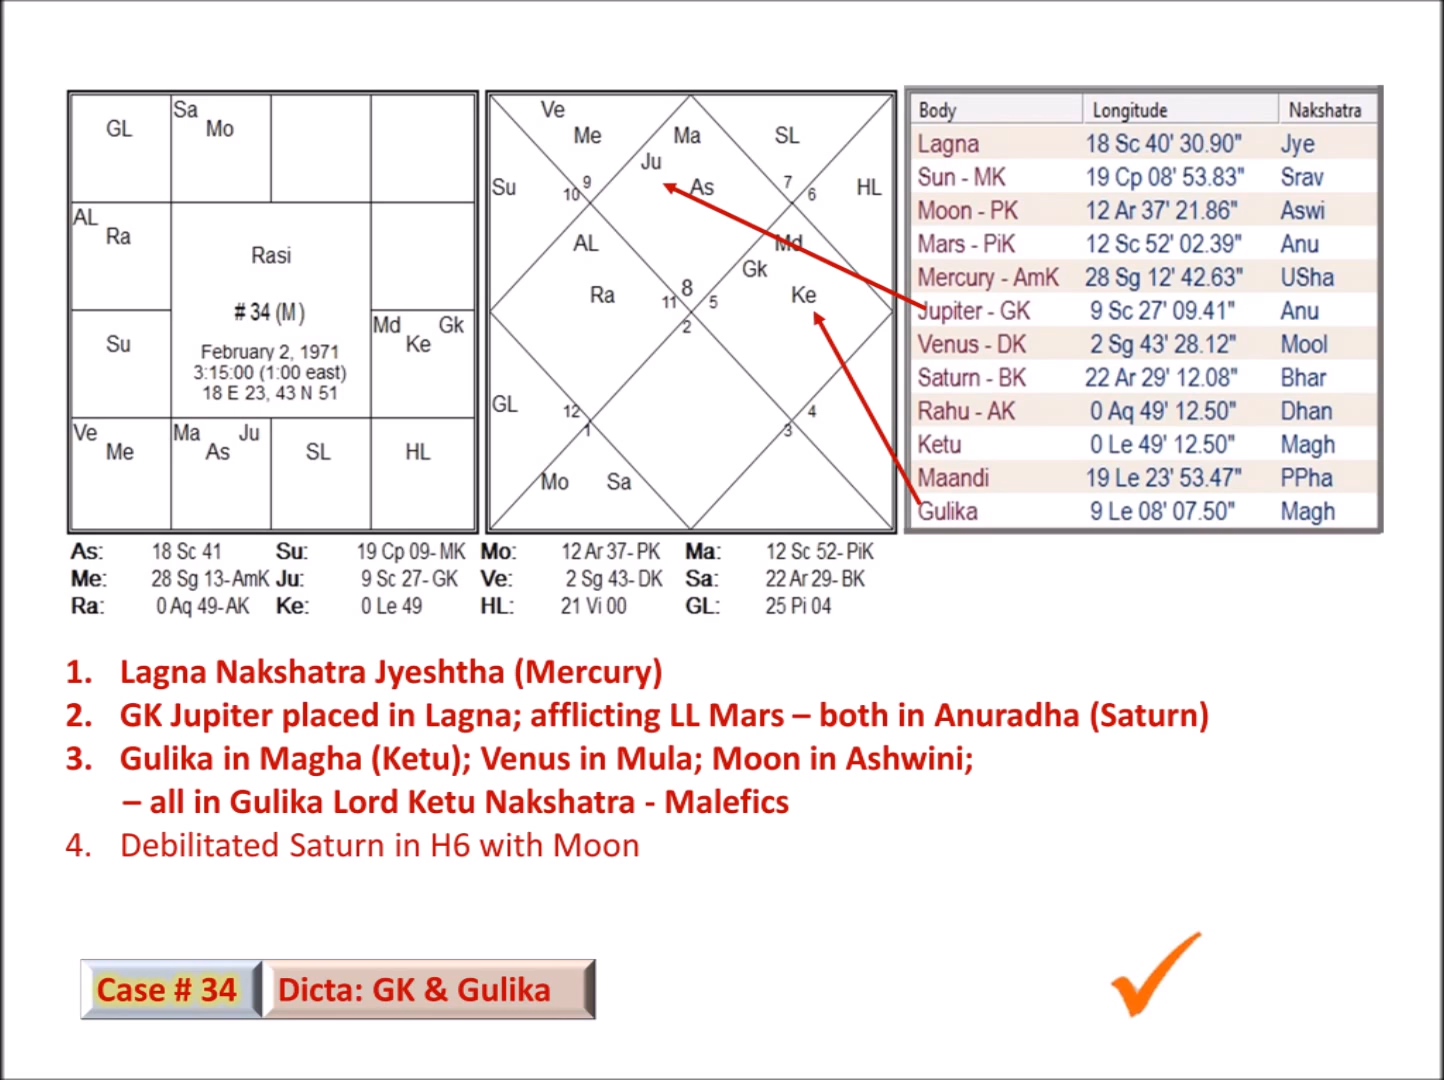 GL
Sa
Mo
AL
Ra
Rasi
# 34 (M)
February 2, 1971
3:15:00 (1:00 east)
18 E 23, 43 N 51
Su
Md Gk
Ke
Ve
Me
Ma Ju
As
SL
HL
Ve
Me
Ma
SL
Ju
Su
10
9
As
7
6
HL
AL
Md
Gk
Ra
11
8
5
Ke
2
GL
12
1
4
3
Mo
Sa
Body Longitude Nakshatra
Lagna 18 Sc 40' 30.90" Jye
Sun - MK 19 Cp 08' 53.83" Srav
Moon - PK 12 Ar 37' 21.86" Aswi
Mars - PiK 12 Sc 52' 02.39" Anu
Mercury - AmK 28 Sg 12' 42.63" USha
Jupiter - GK 9 Sc 27' 09.41" Anu
Venus - DK 2 Sg 43' 28.12" Mool
Saturn - BK 22 Ar 29' 12.08" Bhar
Rahu - AK 0 Aq 49' 12.50" Dhan
Ketu 0 Le 49' 12.50" Magh
Maandi 19 Le 23' 53.47" PPha
Gulika 9 Le 08' 07.50" Magh
As: 18 Sc 41 Su: 19 Cp 09- MK Mo: 12 Ar 37- PK Ma: 12 Sc 52- PiK
Me: 28 Sg 13- AmK Ju: 9 Sc 27- GK Ve: 2 Sg 43- DK Sa: 22 Ar 29- BK
Ra: 0 Aq 49- AK Ke: 0 Le 49 HL: 21 Vi 00 GL: 25 Pi 04
1. Lagna Nakshatra Jyeshtha (Mercury)
2. GK Jupiter placed in Lagna; afflicting LL Mars – both in Anuradha (Saturn)
3. Gulika in Magha (Ketu); Venus in Mula; Moon in Ashwini;
– all in Gulika Lord Ketu Nakshatra - Malefics
4. Debilitated Saturn in H6 with Moon
Case # 34 Dicta: GK & Gulika